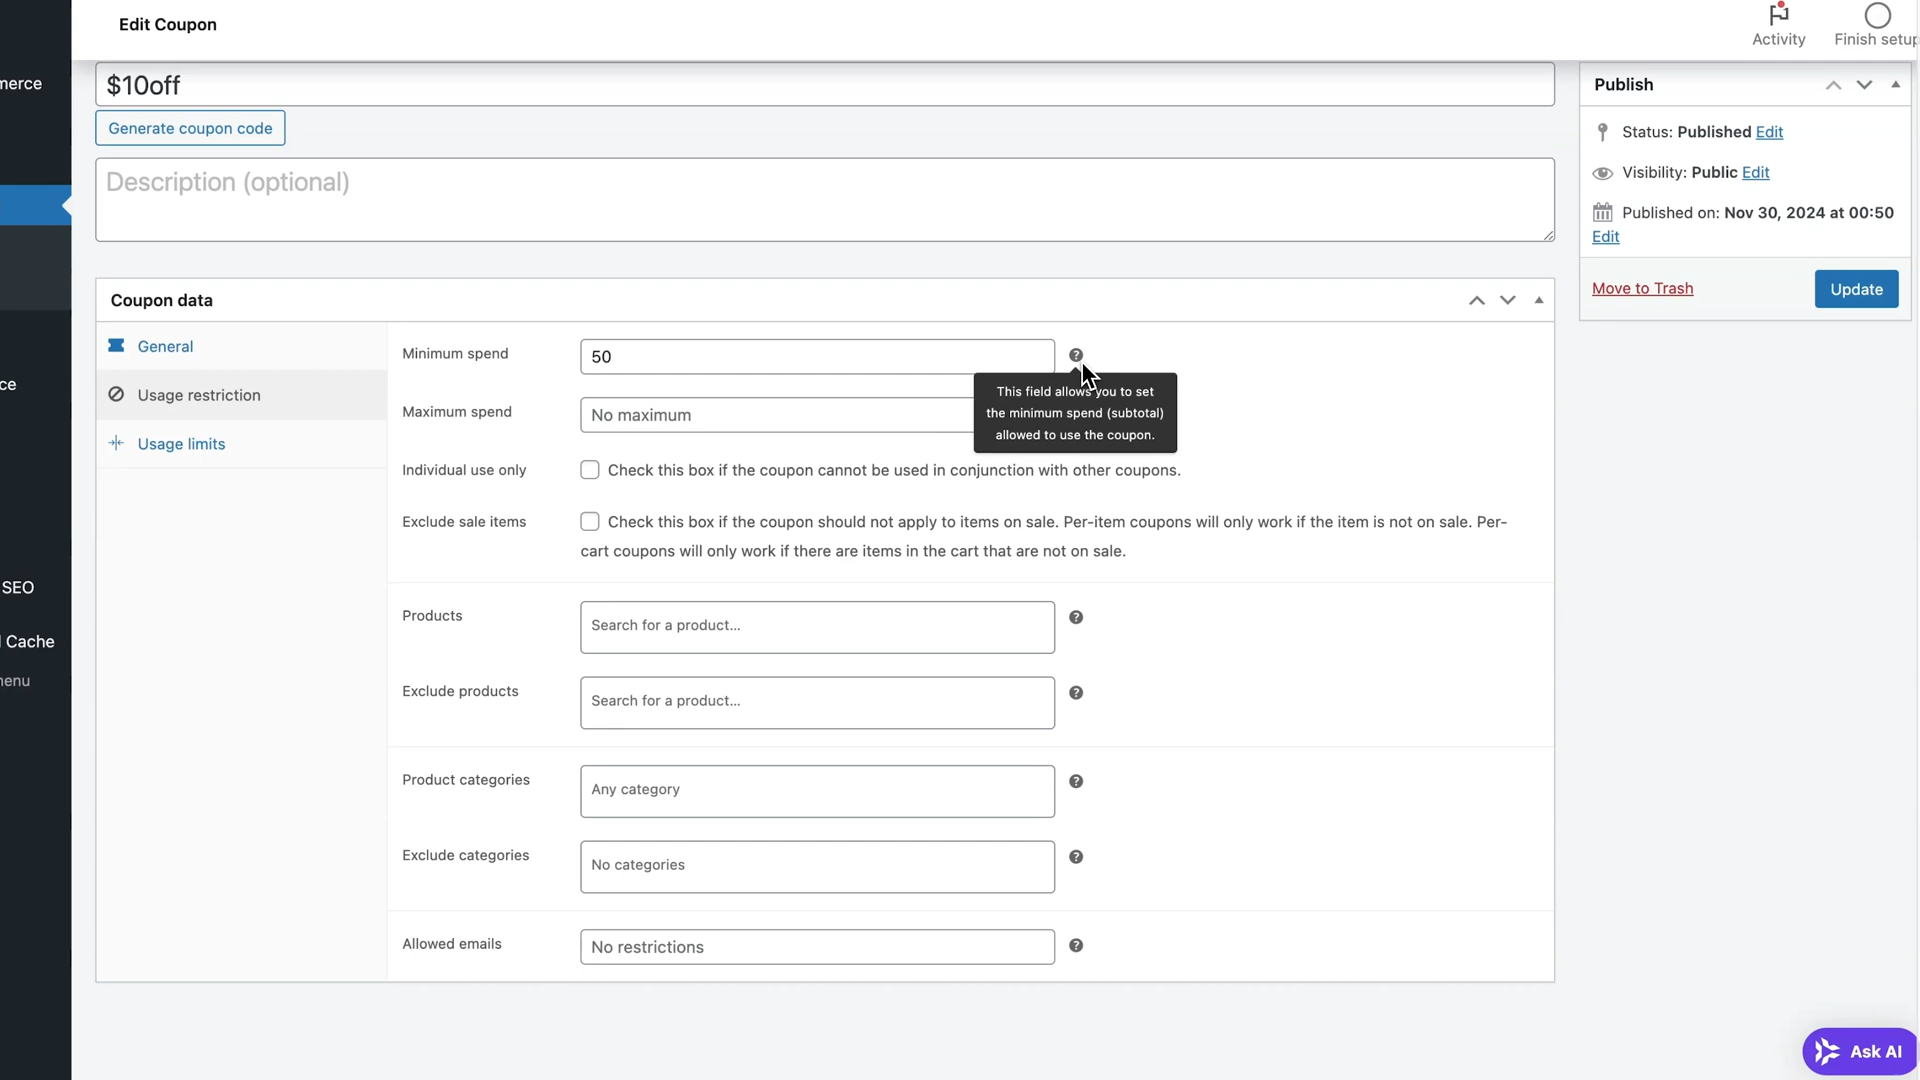 Edit Coupon
Activity
Finish setup
merce
$10off
Generate coupon code
Description (optional)
Publish
Status: Published Edit
Visibility: Public Edit
Published on: Nov 30, 2024 at 00:50
Edit
Move to Trash
Update
Coupon data
General
Usage restriction
Usage limits
Minimum spend
50
This field allows you to set
the minimum spend (subtotal)
allowed to use the coupon.
Maximum spend
No maximum
Individual use only
Check this box if the coupon cannot be used in conjunction with other coupons.
Exclude sale items
Check this box if the coupon should not apply to items on sale. Per-item coupons will only work if the item is not on sale. Per-
cart coupons will only work if there are items in the cart that are not on sale.
Products
Search for a product...
Exclude products
Search for a product...
Product categories
Any category
Exclude categories
No categories
Allowed emails
No restrictions
ce
SEO
Cache
enu
Ask AI